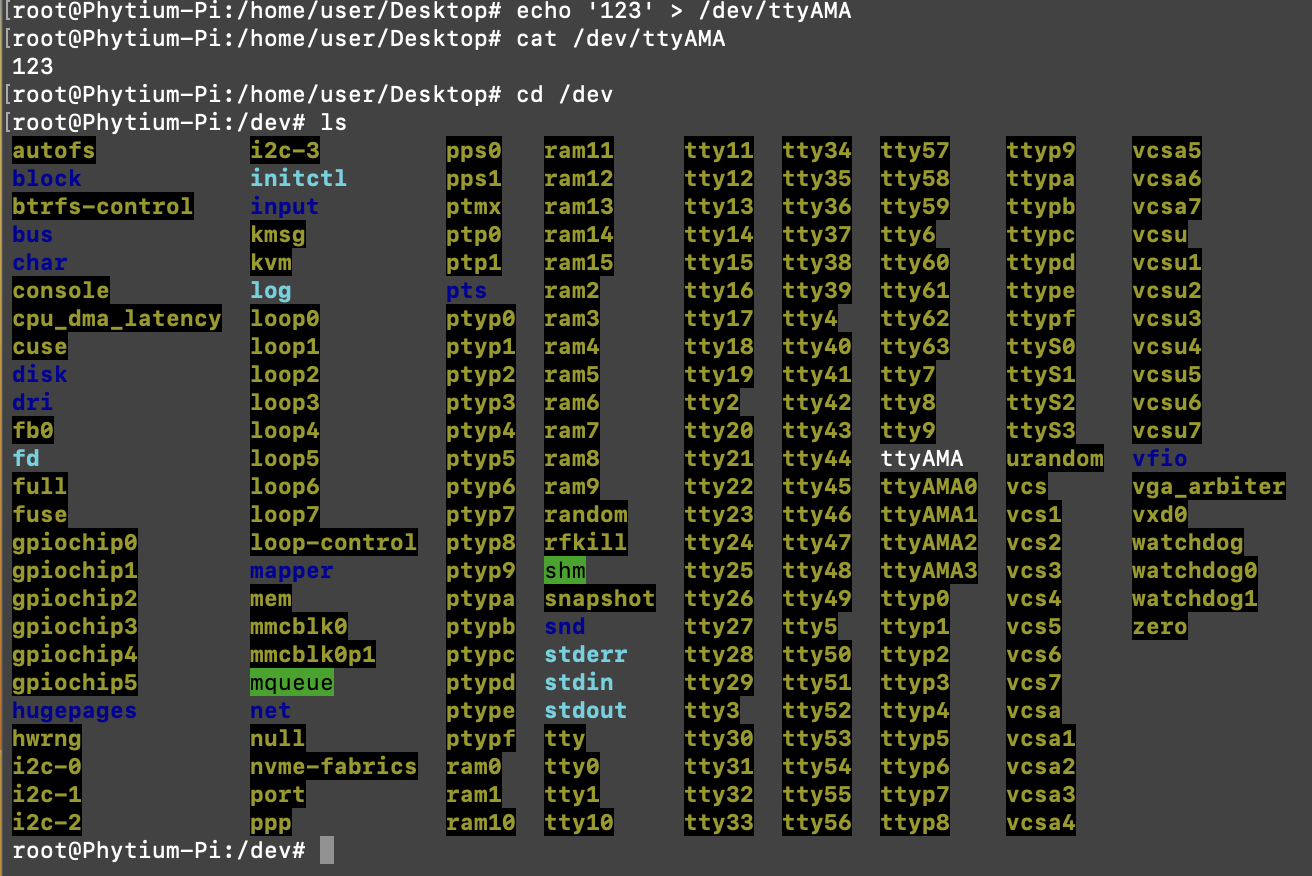 [root@Phytium-Pi:/home/user/Desktop# echo '123' > /dev/ttyAMA
[root@Phytium-Pi:/home/user/Desktop# cat /dev/ttyAMA
123
[root@Phytium-Pi:/home/user/Desktop# cd /dev
[root@Phytium-Pi:/dev# ls
autofs i2c-3 pps0 ram11 tty11 tty34 tty57 ttyp9 vcsa5
block initctl pps1 ram12 tty12 tty35 tty58 ttypa vcsa6
btrfs-control input ptmx ram13 tty13 tty36 tty59 ttypb vcsa7
bus kmsg ptp0 ram14 tty14 tty37 tty6 ttypc vcsu
char kvm ptp1 ram15 tty15 tty38 tty60 ttypd vcsu1
console log pts ram2 tty16 tty39 tty61 ttype vcsu2
cpu_dma_latency loop0 ptyp0 ram3 tty17 tty4 tty62 ttypf vcsu3
cuse loop1 ptyp1 ram4 tty18 tty40 tty63 ttyS0 vcsu4
disk loop2 ptyp2 ram5 tty19 tty41 tty7 ttyS1 vcsu5
dri loop3 ptyp3 ram6 tty2 tty42 tty8 ttyS2 vcsu6
fb0 loop4 ptyp4 ram7 tty20 tty43 tty9 ttyS3 vcsu7
fd loop5 ptyp5 ram8 tty21 tty44 ttyAMA urandom vfio
full loop6 ptyp6 ram9 tty22 tty45 ttyAMA0 vcs vga_arbiter
fuse loop7 ptyp7 random tty23 tty46 ttyAMA1 vcs1 vxd0
gpiochip0 loop-control ptyp8 rfkill tty24 tty47 ttyAMA2 vcs2 watchdog
gpiochip1 mapper ptyp9 shm tty25 tty48 ttyAMA3 vcs3 watchdog0
gpiochip2 mem ptypa snapshot tty26 tty49 ttyp0 vcs4 watchdog1
gpiochip3 mmcblk0 ptypb snd tty27 tty5 ttyp1 vcs5 zero
gpiochip4 mmcblk0p1 ptypc stderr tty28 tty50 ttyp2 vcs6
gpiochip5 mqueue ptypd stdin tty29 tty51 ttyp3 vcs7
hugepages net ptype stdout tty3 tty52 ttyp4 vcsa
hwrng null ptypf tty tty30 tty53 ttyp5 vcsa1
i2c-0 nvme-fabrics ram0 tty0 tty31 tty54 ttyp6 vcsa2
i2c-1 port ram1 tty1 tty32 tty55 ttyp7 vcsa3
i2c-2 ppp ram10 tty10 tty33 tty56 ttyp8 vcsa4
root@Phytium-Pi:/dev#